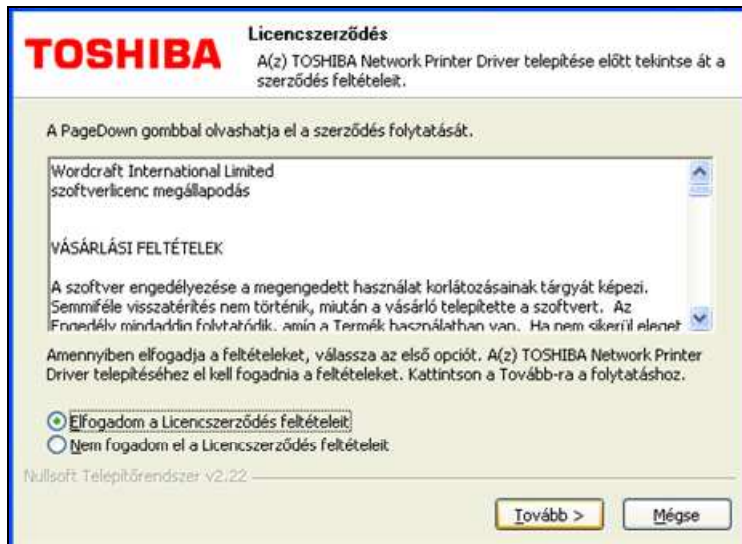 TOSHIBA
Licencszerződés
A(z) TOSHIBA Network Printer Driver telepítése előtt tekintse át a
szerződés feltételeit.
A PageDown gombbal olvashatja el a szerződés folytatását.
Wordcraft International Limited
szoftverlicenc megállapodás
VÁSÁRLÁSI FELTÉTELEK
A szoftver engedélyezése a megengedett használat korlátozásainak tárgyát képezi.
Semmiféle visszatérítés nem történik, miután a vásárló telepítette a szoftvert. Az
Engedély mindaddig folytatódik, amíg a Termék használatban van. Ha nem sikerül eleget
Amennyiben elfogadja a feltételeket, válassza az első opciót. A(z) TOSHIBA Network Printer
Driver telepítéséhez el kell fogadnia a feltételeket. Kattintson a Tovább-ra a folytatáshoz.
Elfogadom a Licencszerződés feltételeit
Nem fogadom el a Licencszerződés feltételeit
Nullsoft Telepítőrendszer v2.22
Tovább >
Mégse